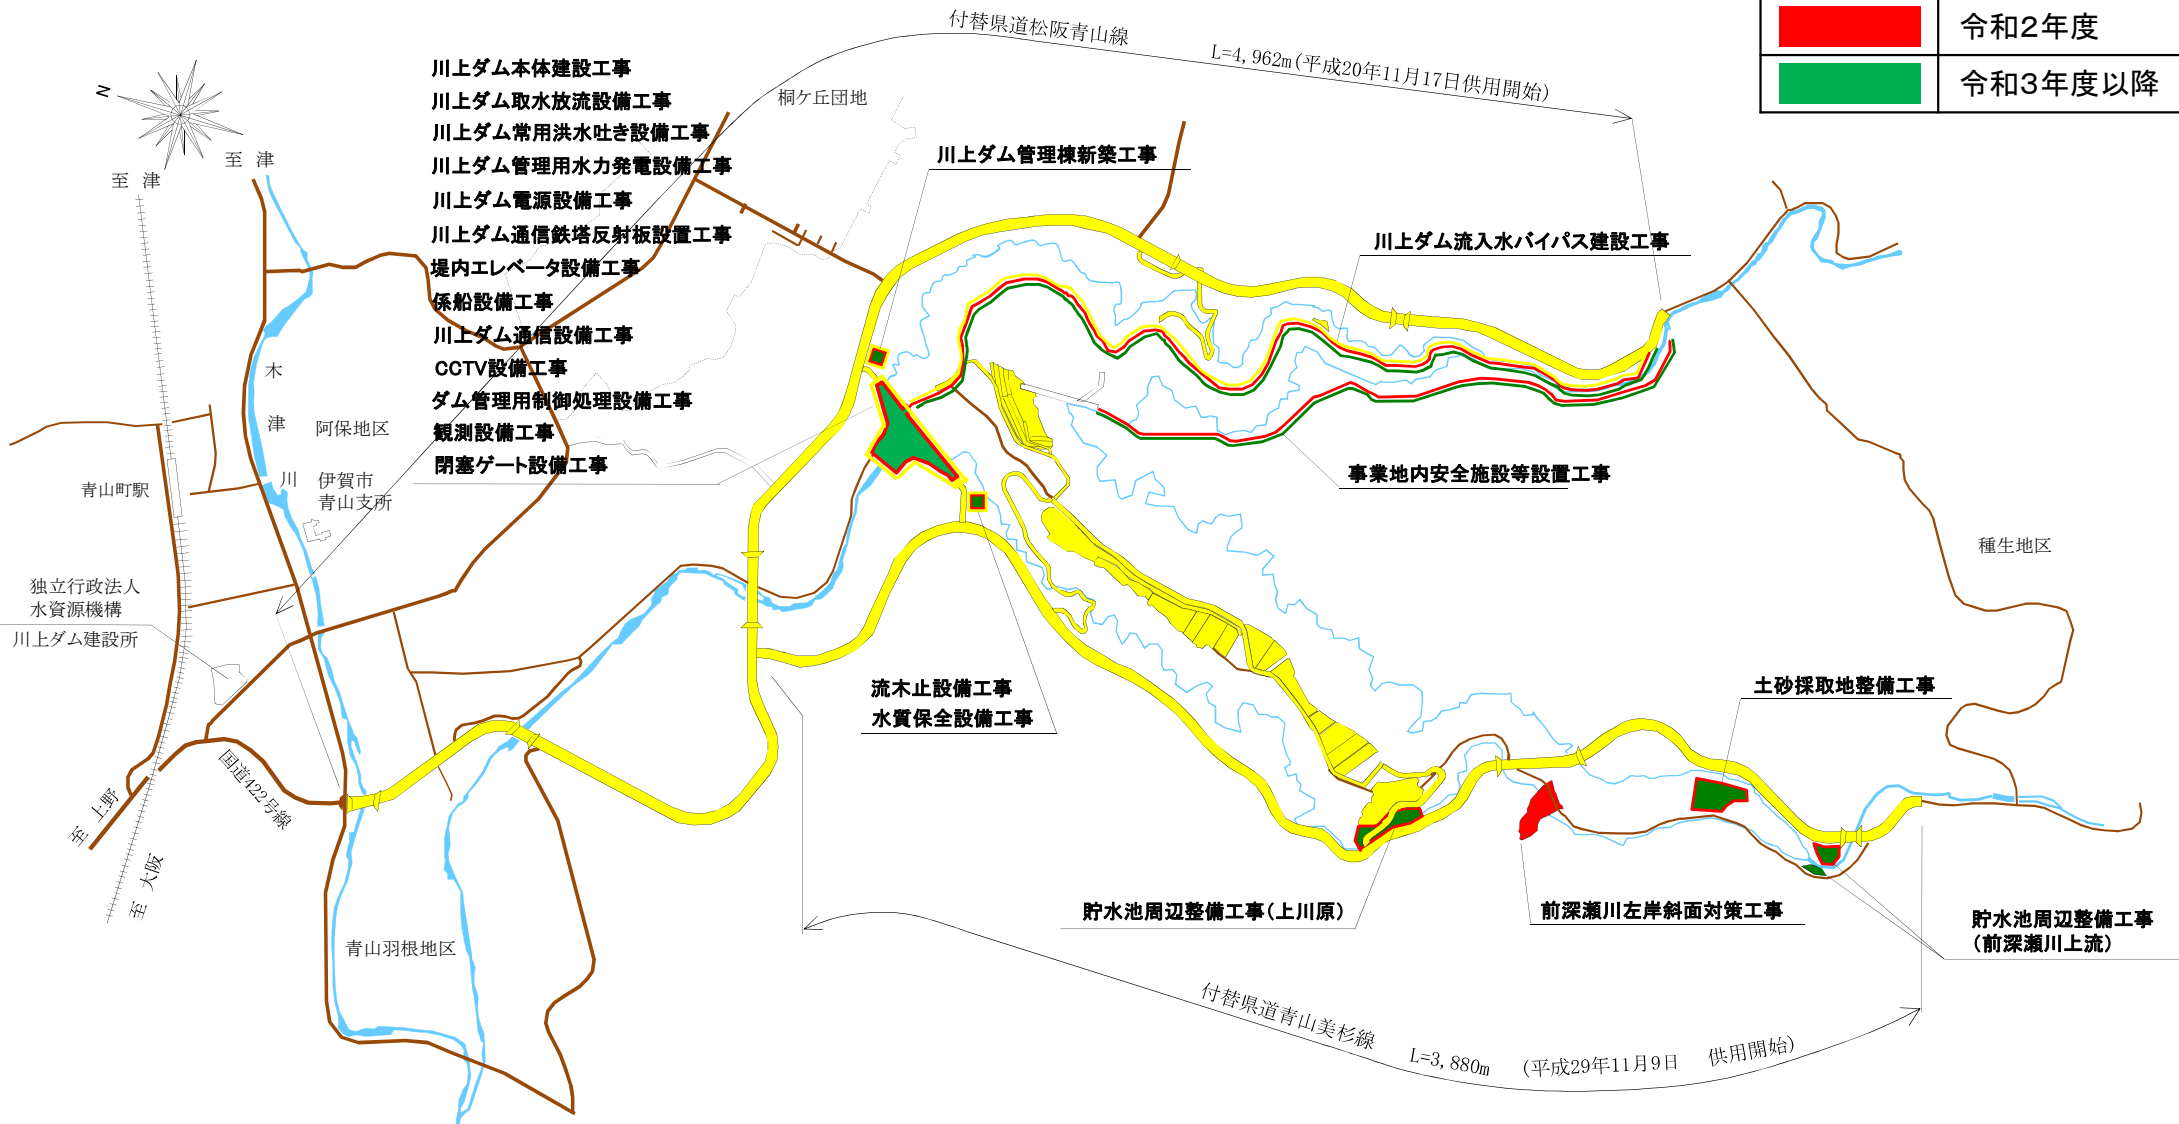 令和2年度
令和3年度以降
付替県道松阪青山線
L=4,962m(平成20年11月17日供用開始)
川上ダム本体建設工事
川上ダム取水放流設備工事
川上ダム常用洪水吐き設備工事
川上ダム管理用水力発電設備工事
川上ダム電源設備工事
川上ダム通信鉄塔反射板設置工事
堤内エレベータ設備工事
係船設備工事
川上ダム通信設備工事
CCTV設備工事
ダム管理用制御処理設備工事
観測設備工事
閉塞ゲート設備工事
桐ケ丘団地
川上ダム管理棟新築工事
川上ダム流入水バイパス建設工事
N
至 津
至 津
木
津
川
阿保地区
伊賀市
青山支所
青山町駅
独立行政法人
水資源機構
川上ダム建設所
事業地内安全施設等設置工事
種生地区
流木止設備工事
水質保全設備工事
土砂採取地整備工事
国道422号線
至 上野
至 大阪
青山羽根地区
貯水池周辺整備工事(上川原)
前深瀬川左岸斜面対策工事
貯水池周辺整備工事
(前深瀬川上流)
付替県道青山美杉線
L=3,880m (平成29年11月9日 供用開始)